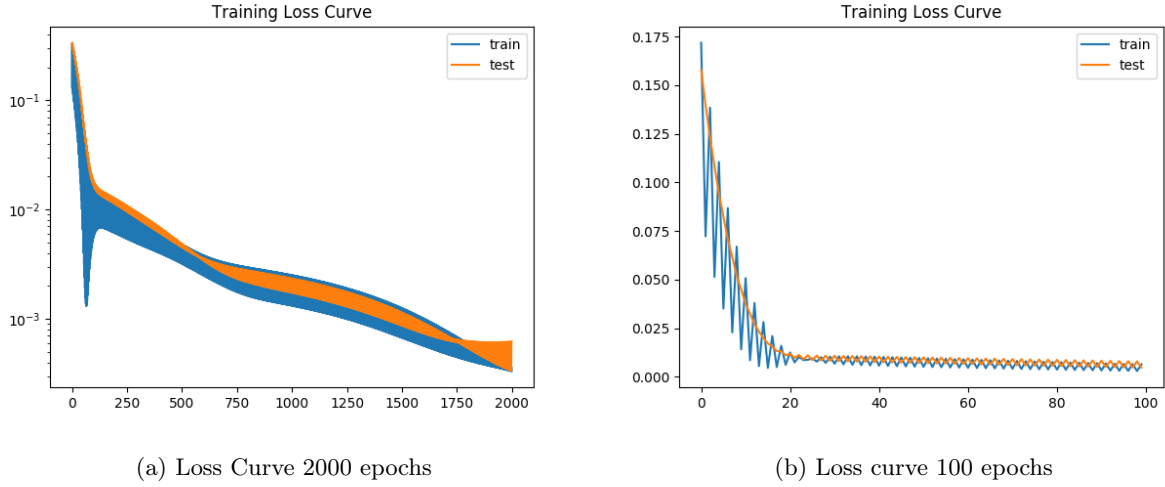 Training Loss Curve
train
test
10⁻¹
10⁻²
10⁻³
0 250 500 750 1000 1250 1500 1750 2000
(a) Loss Curve 2000 epochs
Training Loss Curve
train
test
0.175
0.150
0.125
0.100
0.075
0.050
0.025
0.000
0 20 40 60 80 100
(b) Loss curve 100 epochs